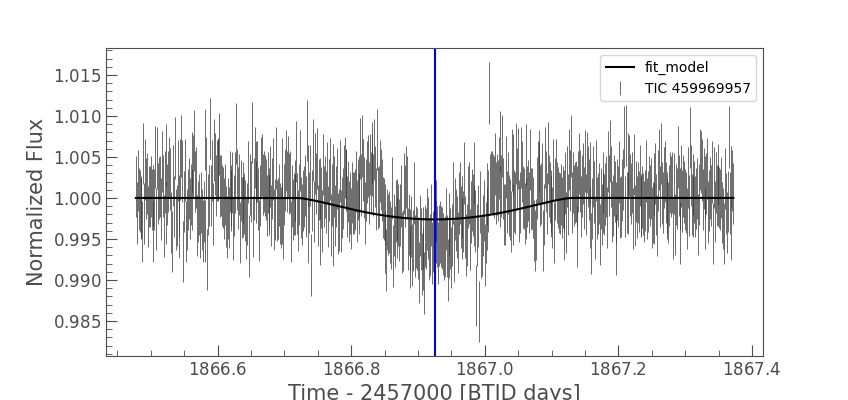 1.015
1.010
1.005
1.000
0.995
0.990
0.985
Normalized Flux
fit_model
TIC 459969957
1866.6 1866.8 1867.0 1867.2 1867.4
Time - 2457000 [BTJD days]